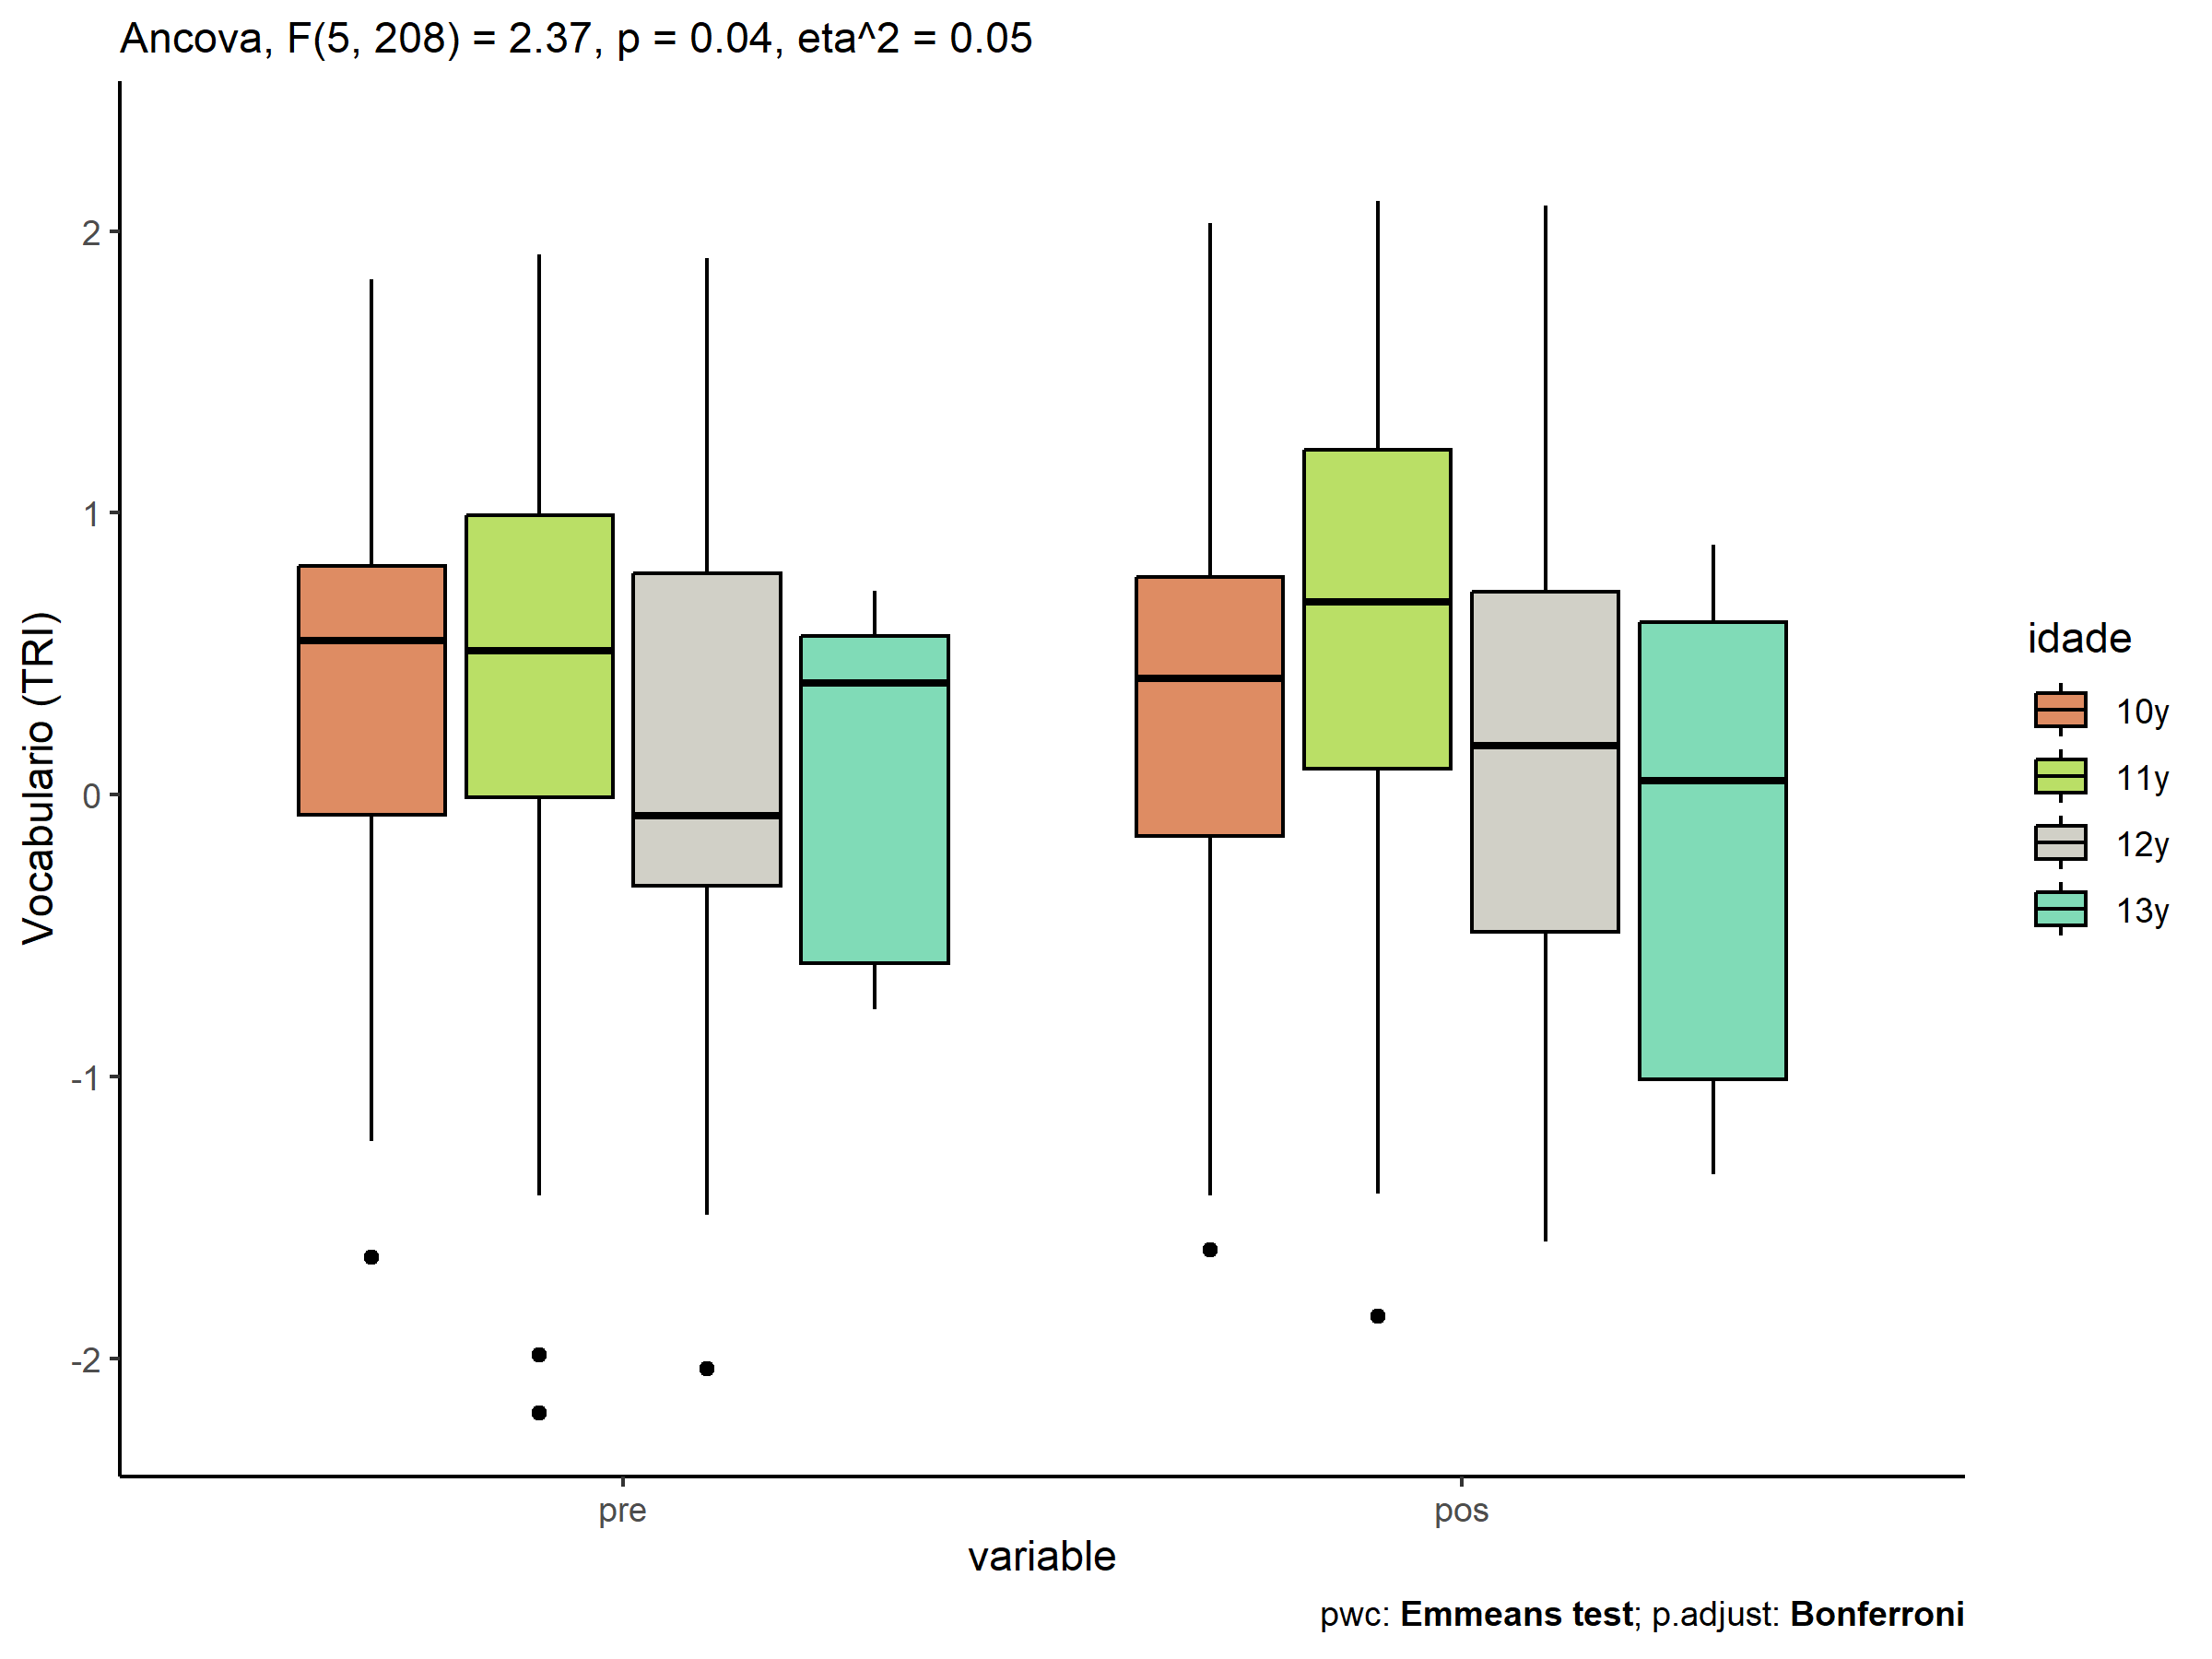 Ancova, F(5, 208) = 2.37, p = 0.04, eta^2 = 0.05
Vocabulario (TRI)
2
1
0
-1
-2
pre
pos
variable
idade
10y
11y
12y
13y
pwc: Emmeans test; p.adjust: Bonferroni